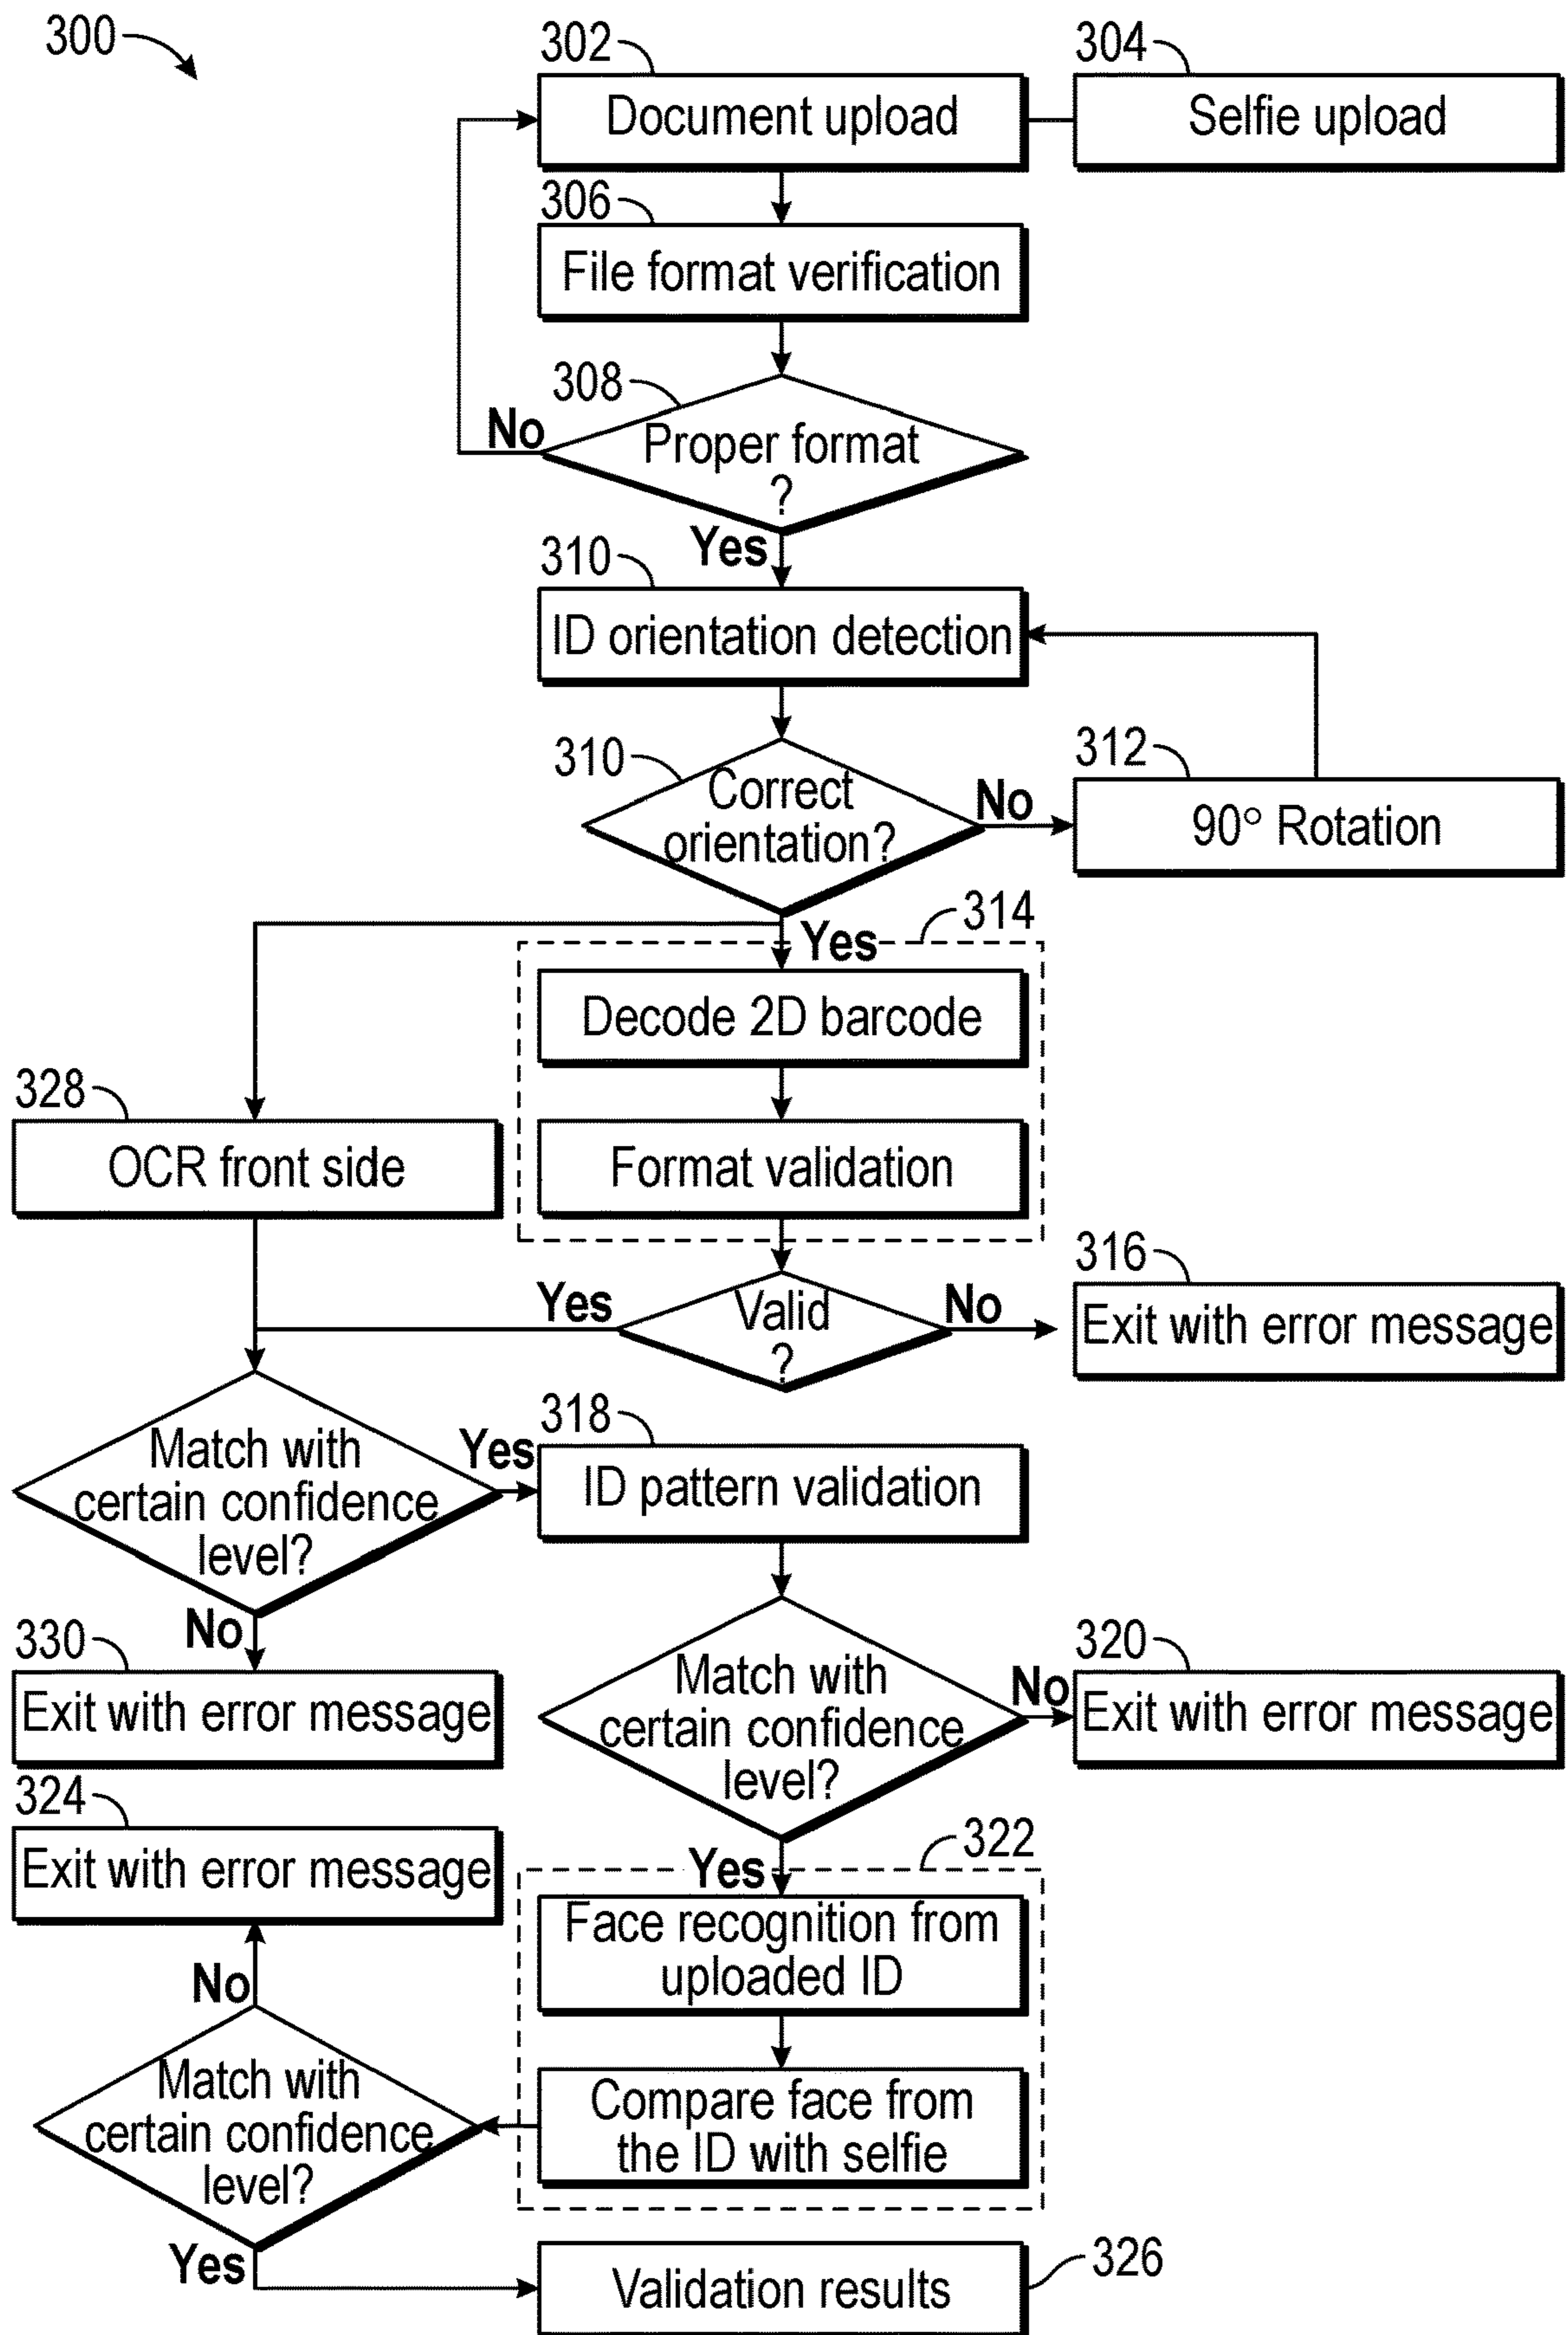 300
302
Document upload
304
Selfie upload
306
File format verification
308
Proper format
?
No
Yes
310
ID orientation detection
310
Correct
orientation?
No
312
90° Rotation
Yes
314
Decode 2D barcode
328
OCR front side
Format validation
Yes
Valid
?
No
316
Exit with error message
Match with
certain confidence
level?
Yes
318
ID pattern validation
No
330
Exit with error message
Match with
certain confidence
level?
No
320
Exit with error message
324
Exit with error message
Yes
322
Face recognition from
uploaded ID
No
Match with
certain confidence
level?
Compare face from
the ID with selfie
Yes
Validation results
326